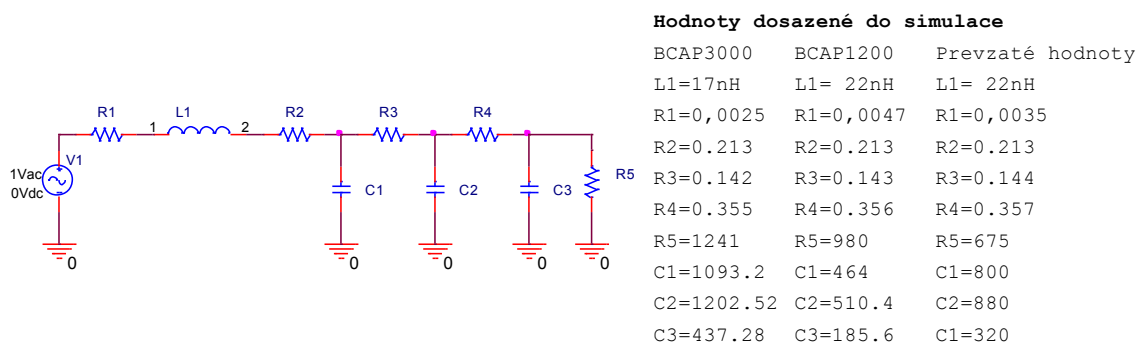 R1 L1 R2 R3 R4
1 2
V1
1Vac
0Vdc
C1 C2 C3 R5
0 0 0 0 0
Hodnoty dosazené do simulace
BCAP3000 BCAP1200 Prevzaté hodnoty
L1=17nH L1= 22nH L1= 22nH
R1=0,0025 R1=0,0047 R1=0,0035
R2=0.213 R2=0.213 R2=0.213
R3=0.142 R3=0.143 R3=0.144
R4=0.355 R4=0.356 R4=0.357
R5=1241 R5=980 R5=675
C1=1093.2 C1=464 C1=800
C2=1202.52 C2=510.4 C2=880
C3=437.28 C3=185.6 C1=320